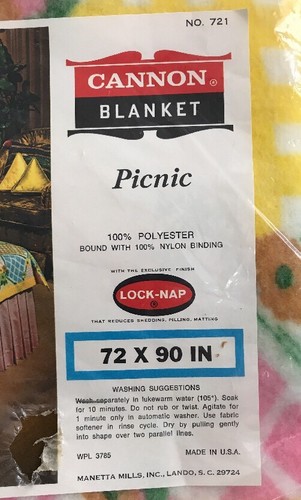 NO. 721
CANNON®
BLANKET
Picnic
100% POLYESTER
BOUND WITH 100% NYLON BINDING
WITH THE EXCLUSIVE FINISH
LOCK-NAP
®
THAT REDUCES SHEDDING, PILLING, MATTING
72 X 90 IN.
WASHING SUGGESTIONS
Wash separately in lukewarm water (105°). Soak
for 10 minutes. Do not rub or twist. Agitate for
1 minute only in automatic washer. Use fabric
softener in rinse cycle. Dry by pulling gently
into shape over two parallel lines.
WPL 3785
MADE IN U.S.A.
MANETTA MILLS, INC., LANDO, S. C. 29724